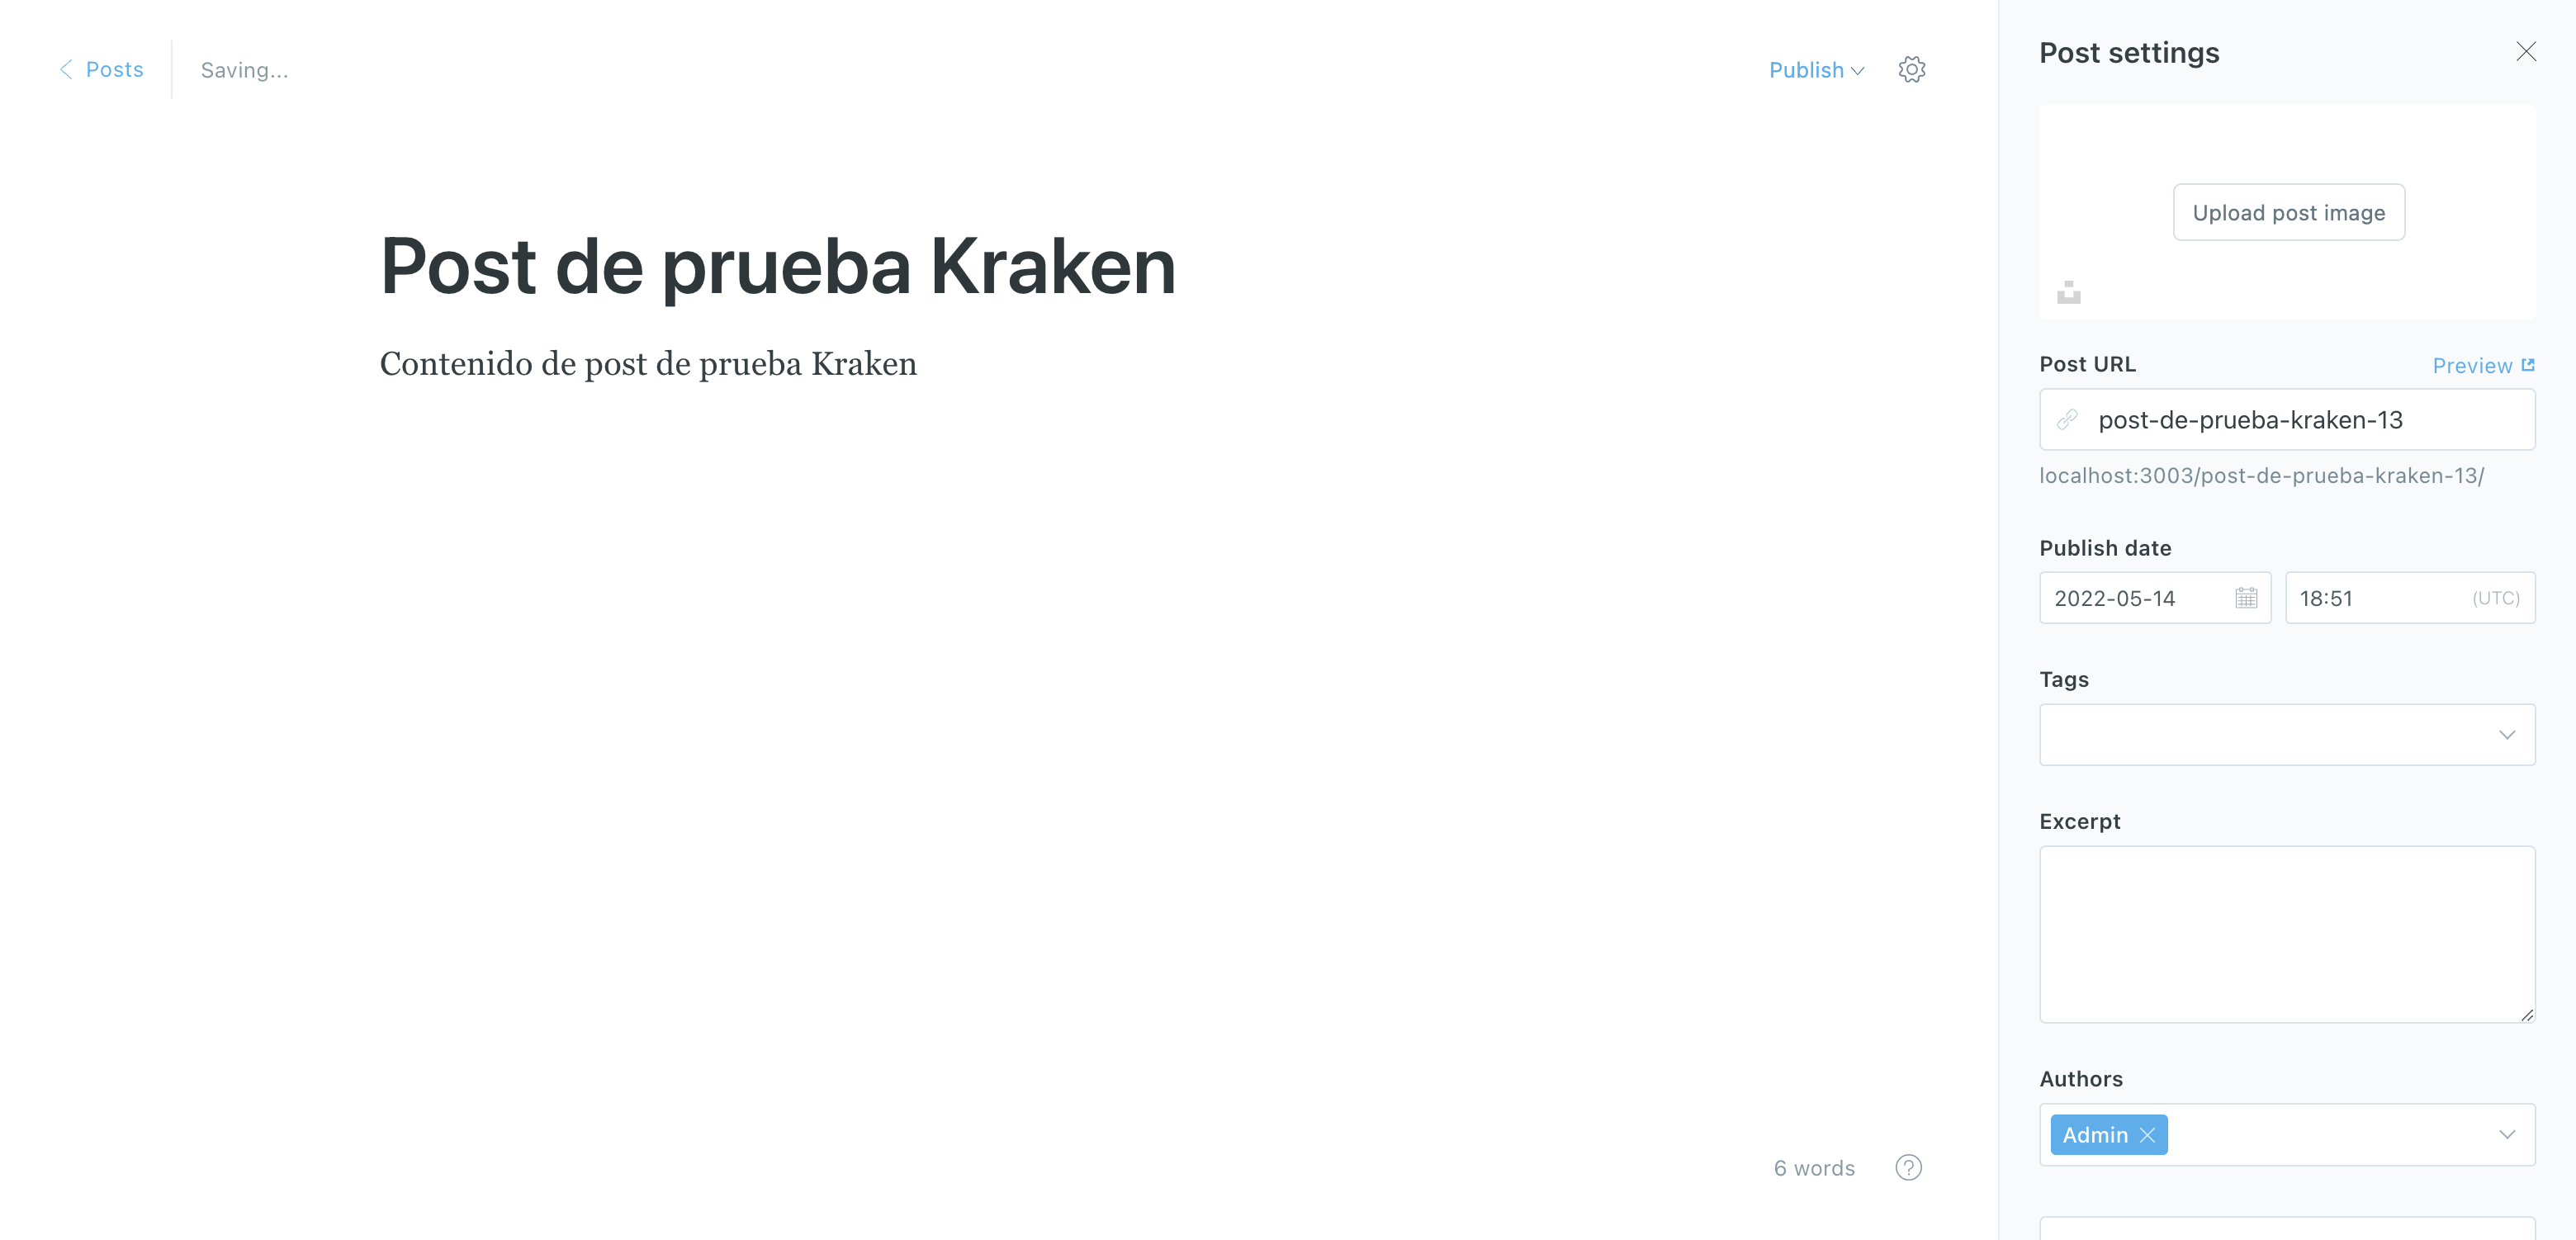 Posts
Saving...
Publish
Post de prueba Kraken
Contenido de post de prueba Kraken
6 words
?
Post settings
Upload post image
Post URL
Preview
post-de-prueba-kraken-13
localhost:3003/post-de-prueba-kraken-13/
Publish date
2022-05-14
18:51 (UTC)
Tags
Excerpt
Authors
Admin